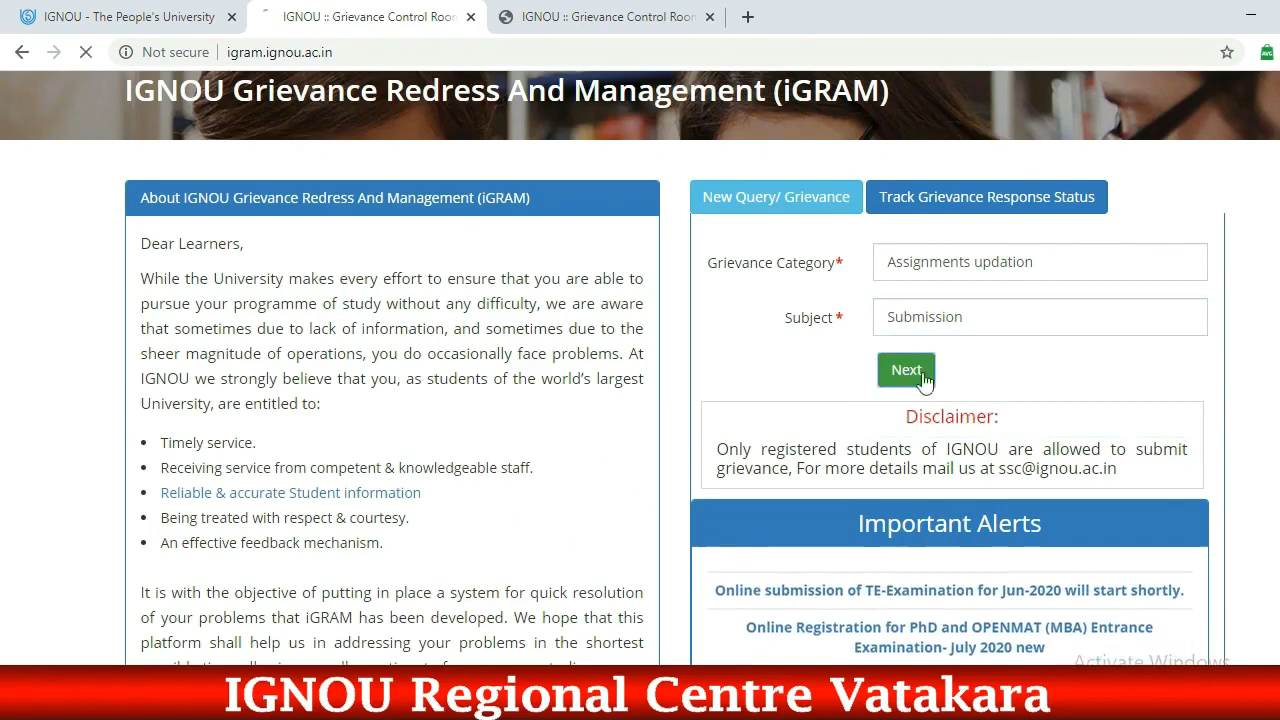 IGNOU - The People's University
IGNOU :: Grievance Control Room
IGNOU :: Grievance Control Room
Not secure
igram.ignou.ac.in
AVG
IGNOU Grievance Redress And Management (iGRAM)
About IGNOU Grievance Redress And Management (iGRAM)
Dear Learners,
While the University makes every effort to ensure that you are able to
pursue your programme of study without any difficulty, we are aware
that sometimes due to lack of information, and sometimes due to the
sheer magnitude of operations, you do occasionally face problems. At
IGNOU we strongly believe that you, as students of the world's largest
University, are entitled to:
• Timely service.
• Receiving service from competent & knowledgeable staff.
• Reliable & accurate Student information
• Being treated with respect & courtesy.
• An effective feedback mechanism.
It is with the objective of putting in place a system for quick resolution
of your problems that iGRAM has been developed. We hope that this
platform shall help us in addressing your problems in the shortest
New Query/ Grievance
Track Grievance Response Status
Grievance Category* Assignments updation
Subject * Submission
Next
Disclaimer:
Only registered students of IGNOU are allowed to submit
grievance, For more details mail us at ssc@ignou.ac.in
Important Alerts
Online submission of TE-Examination for Jun-2020 will start shortly.
Online Registration for PhD and OPENMAT (MBA) Entrance
Examination- July 2020 new
Activate Windows
IGNOU Regional Centre Vatakara